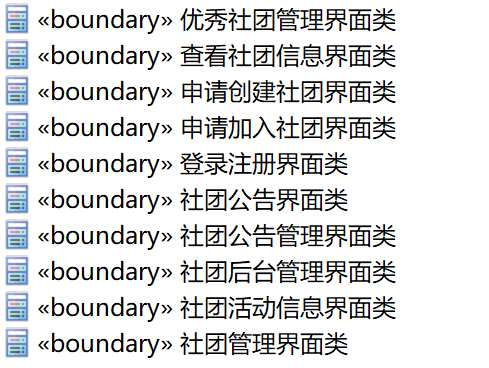 «boundary» 优秀社团管理界面类
«boundary» 查看社团信息界面类
«boundary» 申请创建社团界面类
«boundary» 申请加入社团界面类
«boundary» 登录注册界面类
«boundary» 社团公告界面类
«boundary» 社团公告管理界面类
«boundary» 社团后台管理界面类
«boundary» 社团活动信息界面类
«boundary» 社团管理界面类